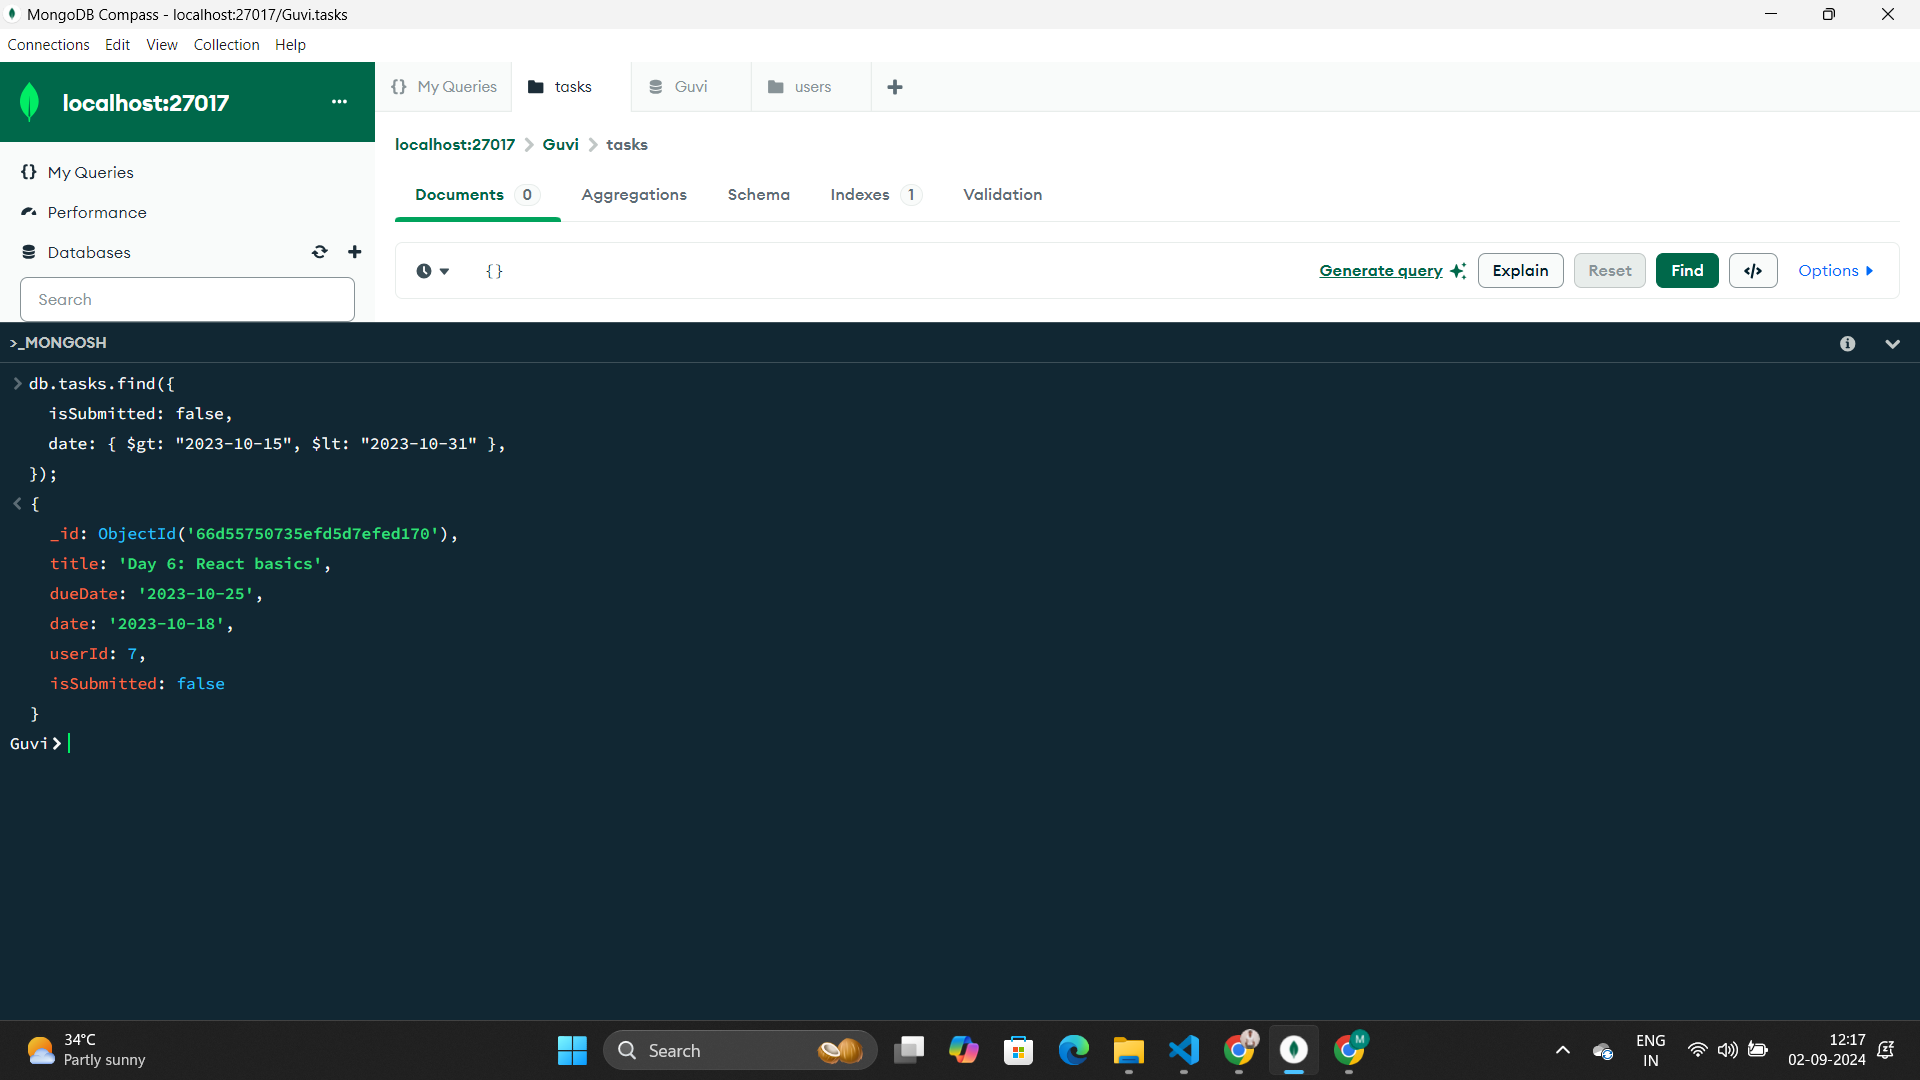 MongoDB Compass - localhost:27017/Guvi.tasks
Connections Edit View Collection Help
localhost:27017 ...
{} My Queries tasks Guvi users +
localhost:27017 > Guvi > tasks
My Queries
Documents 0 Aggregations Schema Indexes 1 Validation
Performance
Databases
{}
Generate query Explain Reset Find </> Options
Search
>_MONGOSH
> db.tasks.find({
isSubmitted: false,
date: { $gt: "2023-10-15", $lt: "2023-10-31" },
});
< {
_id: ObjectId('66d55750735efd5d7efed170'),
title: 'Day 6: React basics',
dueDate: '2023-10-25',
date: '2023-10-18',
userId: 7,
isSubmitted: false
}
Guvi>
34°C
Partly sunny
Search
M
ENG
IN
12:17
02-09-2024